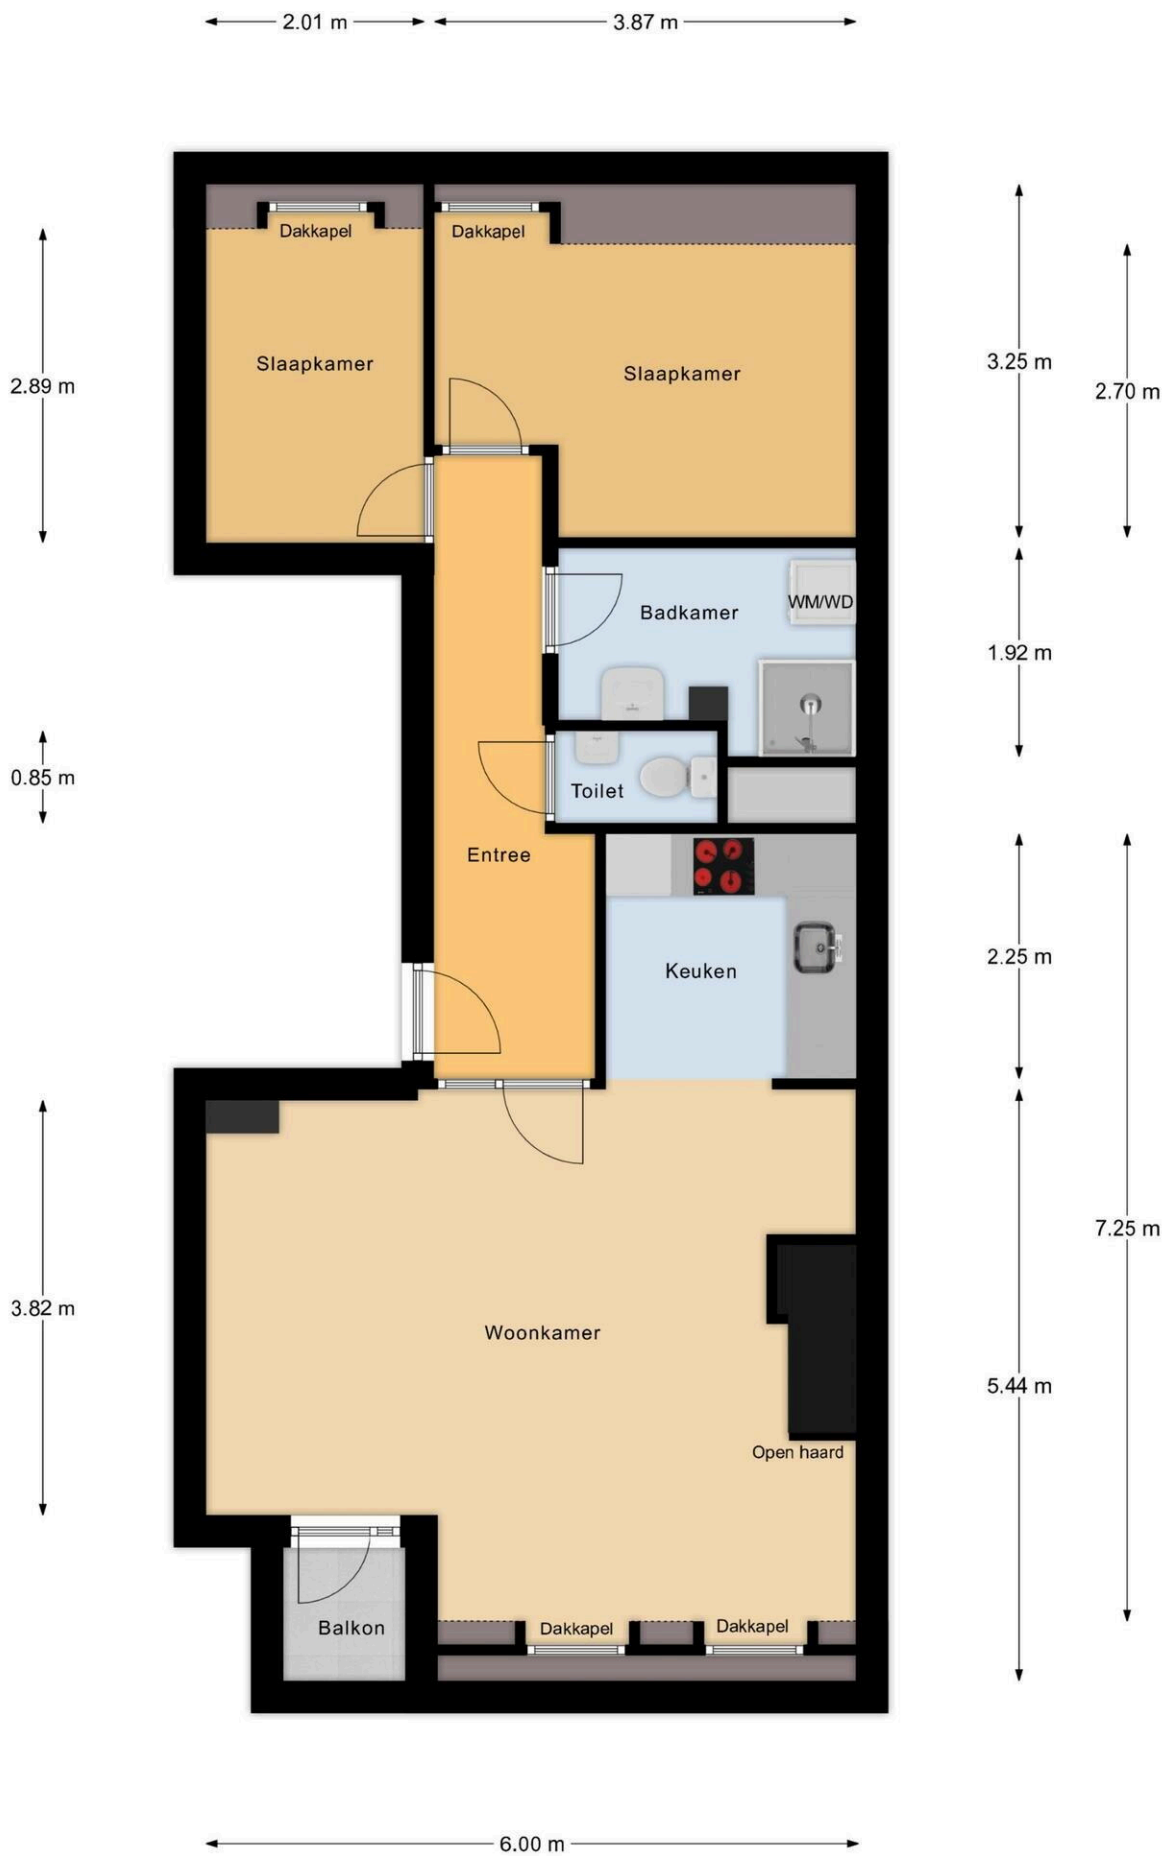 2.01 m
3.87 m
Dakkapel
Dakkapel
Slaapkamer
Slaapkamer
3.25 m
2.89 m
2.70 m
WM/WD
Badkamer
1.92 m
0.85 m
Toilet
Entree
2.25 m
Keuken
7.25 m
3.82 m
Woonkamer
5.44 m
Open haard
Balkon
Dakkapel
Dakkapel
6.00 m